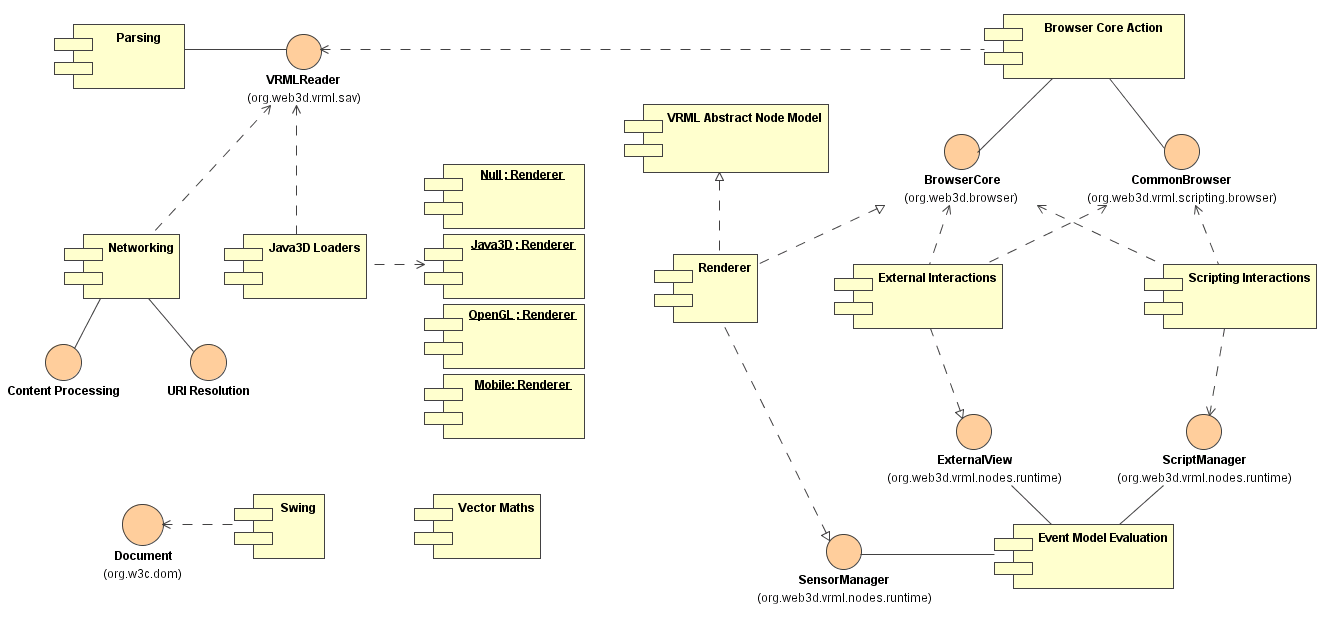 Parsing
VRMLReader
(org.web3d.vrml.sav)
Browser Core Action
VRML Abstract Node Model
BrowserCore
(org.web3d.browser)
CommonBrowser
(org.web3d.vrml.scripting.browser)
Null : Renderer
Networking
Java3D Loaders
Java3D : Renderer
Renderer
External Interactions
Scripting Interactions
OpenGL : Renderer
Content Processing
URI Resolution
Mobile: Renderer
ExternalView
(org.web3d.vrml.nodes.runtime)
ScriptManager
(org.web3d.vrml.nodes.runtime)
Swing
Vector Maths
Document
(org.w3c.dom)
Event Model Evaluation
SensorManager
(org.web3d.vrml.nodes.runtime)